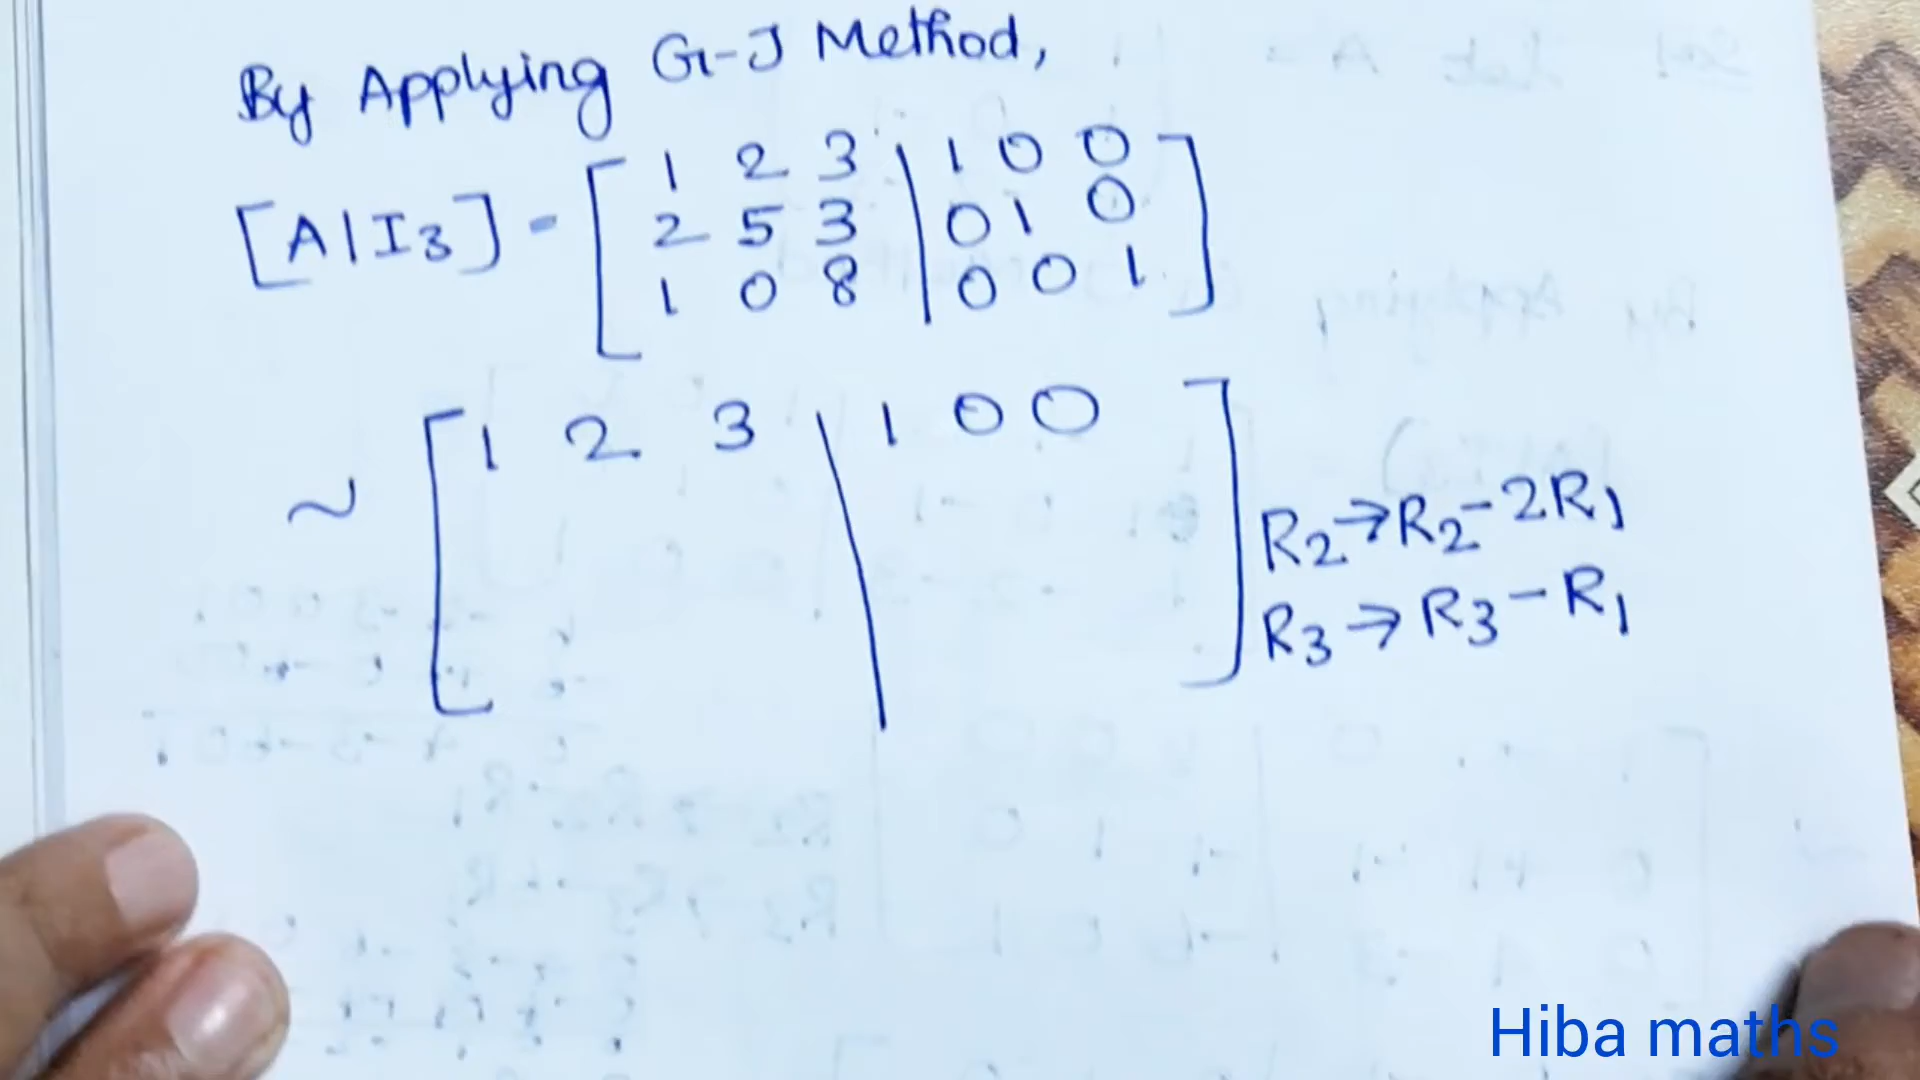 By Applying G-J Method,
[A|I3] = [1 2 3 | 1 0 0
2 5 3 | 0 1 0
1 0 8 | 0 0 1]
~ [1 2 3 | 1 0 0]
R2→R2-2R1
R3→R3-R1
Hiba maths